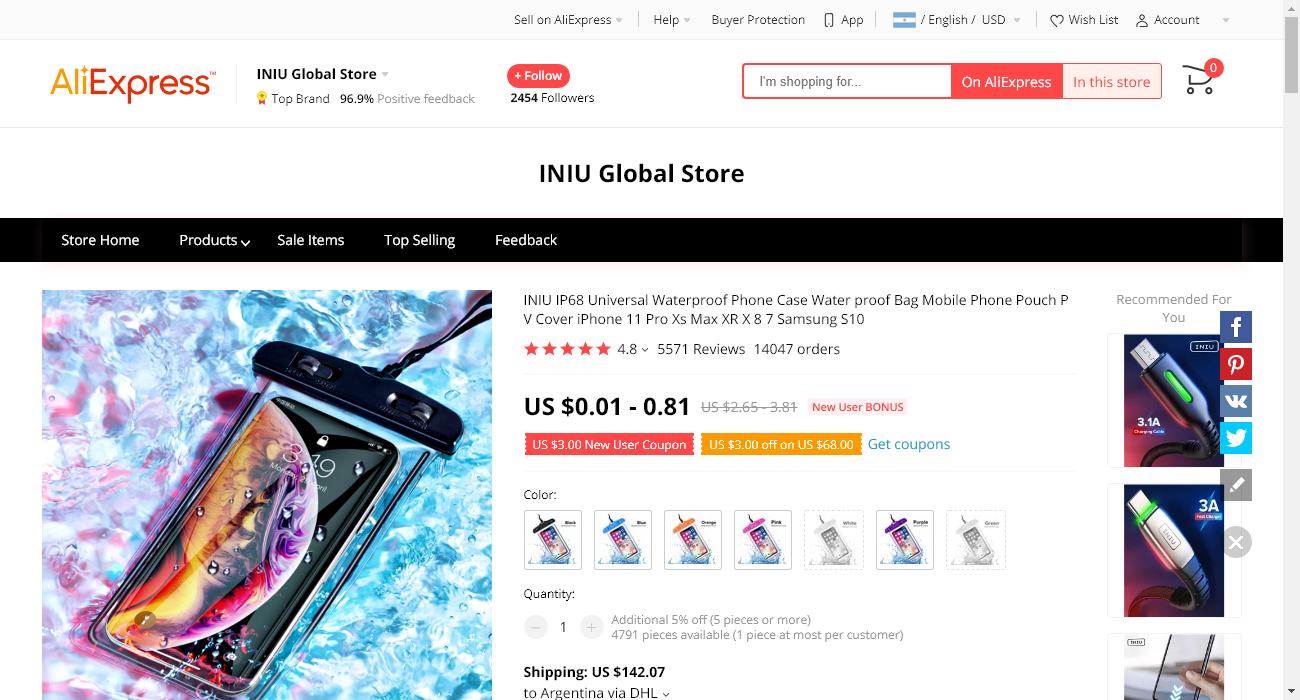 Sell on AliExpress
Help
Buyer Protection
App
/ English / USD
Wish List
Account
AliExpress™
INIU Global Store
Top Brand 96.9% Positive feedback
+ Follow
2454 Followers
I'm shopping for...
On AliExpress
In this store
0
INIU Global Store
Store Home
Products
Sale Items
Top Selling
Feedback
INIU IP68 Universal Waterproof Phone Case Water proof Bag Mobile Phone Pouch P
V Cover iPhone 11 Pro Xs Max XR X 8 7 Samsung S10
4.8 5571 Reviews 14047 orders
US $0.01 - 0.81 US $2.65 - 3.81 New User BONUS
US $3.00 New User Coupon US $3.00 off on US $68.00 Get coupons
Color:
Black
Blue
Orange
Pink
White
Purple
Green
Quantity:
1
Additional 5% off (5 pieces or more)
4791 pieces available (1 piece at most per customer)
Shipping: US $142.07
to Argentina via DHL
Recommended For
You
INIU
3.1A
Charging Cable
3A
Fast Charger
INIU
INIU